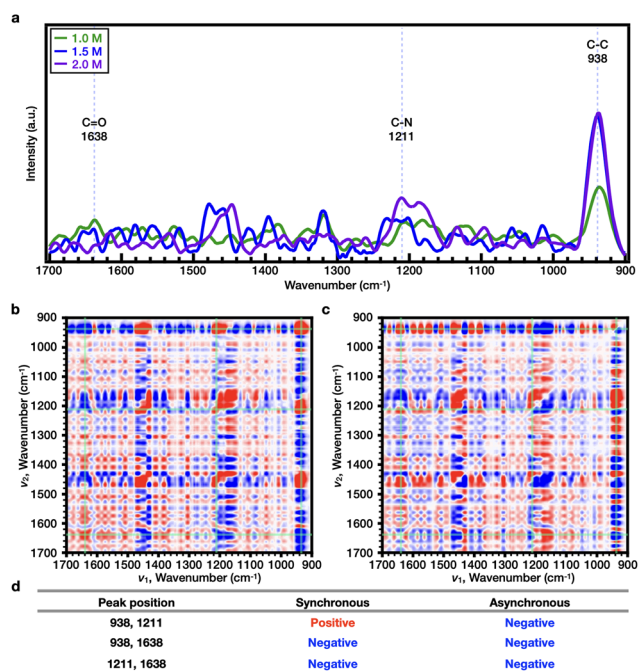 a
1.0 M
1.5 M
2.0 M
C-C
938
C=O
1638
C-N
1211
Intensity (a.u.)
1700 1600 1500 1400 1300 1200 1100 1000 900
Wavenumber (cm⁻¹)
b
900
1000
1100
1200
1300
1400
1500
1600
1700
ν₂, Wavenumber (cm⁻¹)
1700 1600 1500 1400 1300 1200 1100 1000 900
ν₁, Wavenumber (cm⁻¹)
c
900
1000
1100
1200
1300
1400
1500
1600
1700
ν₂, Wavenumber (cm⁻¹)
1700 1600 1500 1400 1300 1200 1100 1000 900
ν₁, Wavenumber (cm⁻¹)
d
Peak position Synchronous Asynchronous
938, 1211 Positive Negative
938, 1638 Negative Negative
1211, 1638 Negative Negative